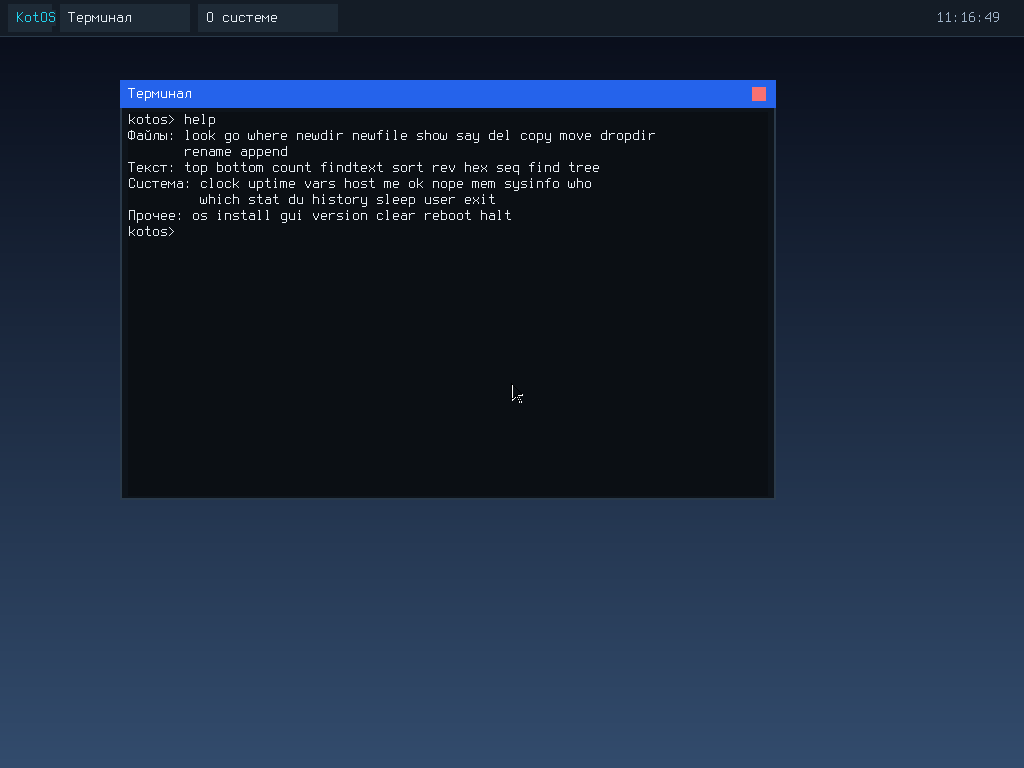 KotOS Терминал О системе 11:16:49
Терминал
kotos> help
Файлы: look go where newdir newfile show say del copy move dropdir
rename append
Текст: top bottom count findtext sort rev hex seq find tree
Система: clock uptime vars host me ok nope mem sysinfo who
which stat du history sleep user exit
Прочее: os install gui version clear reboot halt
kotos>